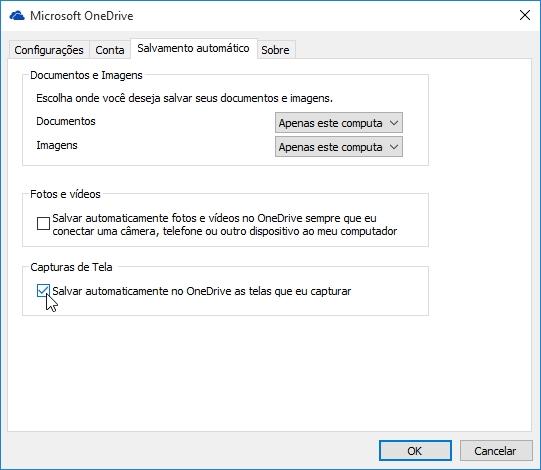 Microsoft OneDrive
Configurações Conta Salvamento automático Sobre
Documentos e Imagens
Escolha onde você deseja salvar seus documentos e imagens.
Documentos Apenas este computa
Imagens Apenas este computa
Fotos e vídeos
Salvar automaticamente fotos e vídeos no OneDrive sempre que eu
conectar uma câmera, telefone ou outro dispositivo ao meu computador
Capturas de Tela
Salvar automaticamente no OneDrive as telas que eu capturar
OK Cancelar